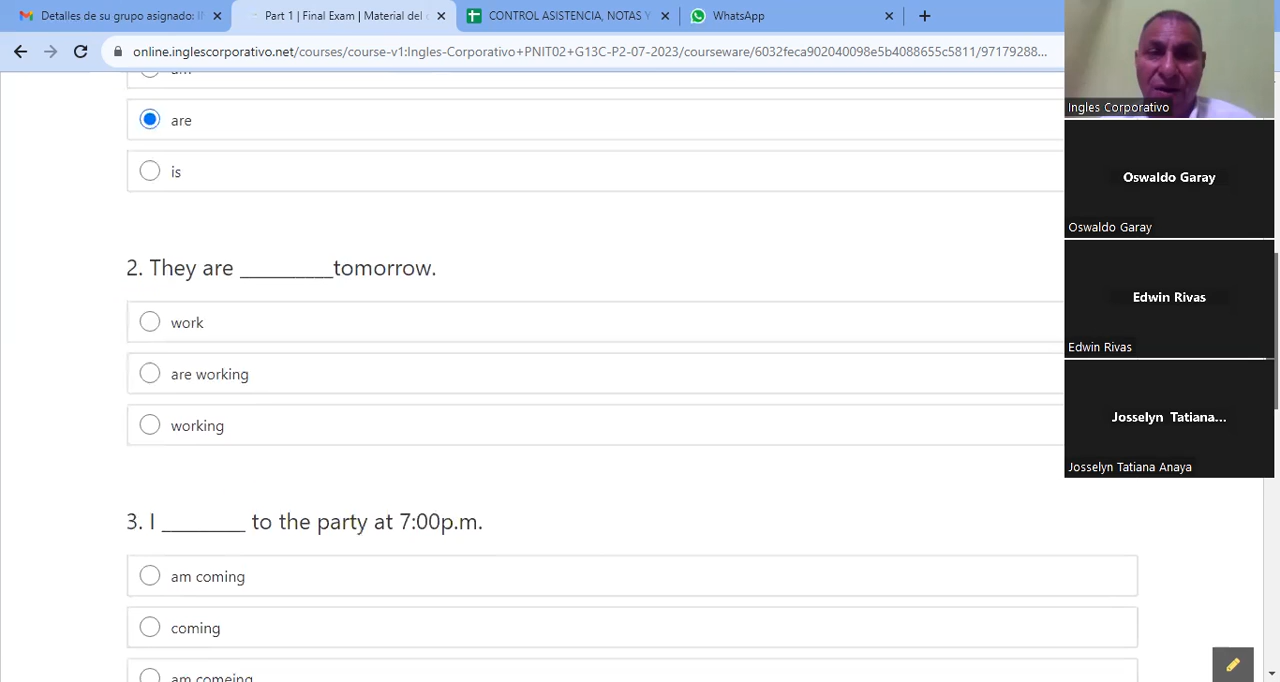 Detalles de su grupo asignado: I
Part 1 | Final Exam | Material del
CONTROL ASISTENCIA, NOTAS Y
WhatsApp
online.inglescorporativo.net/courses/course-v1:Ingles-Corporativo+PNIT02+G13C-P2-07-2023/courseware/6032feca902040098e5b4088655c5811/97179288...
am
are
is
2. They are _________tomorrow.
work
are working
working
3. I ________ to the party at 7:00p.m.
am coming
coming
am comeing
Ingles Corporativo
Oswaldo Garay
Oswaldo Garay
Edwin Rivas
Edwin Rivas
Josselyn Tatiana...
Josselyn Tatiana Anaya